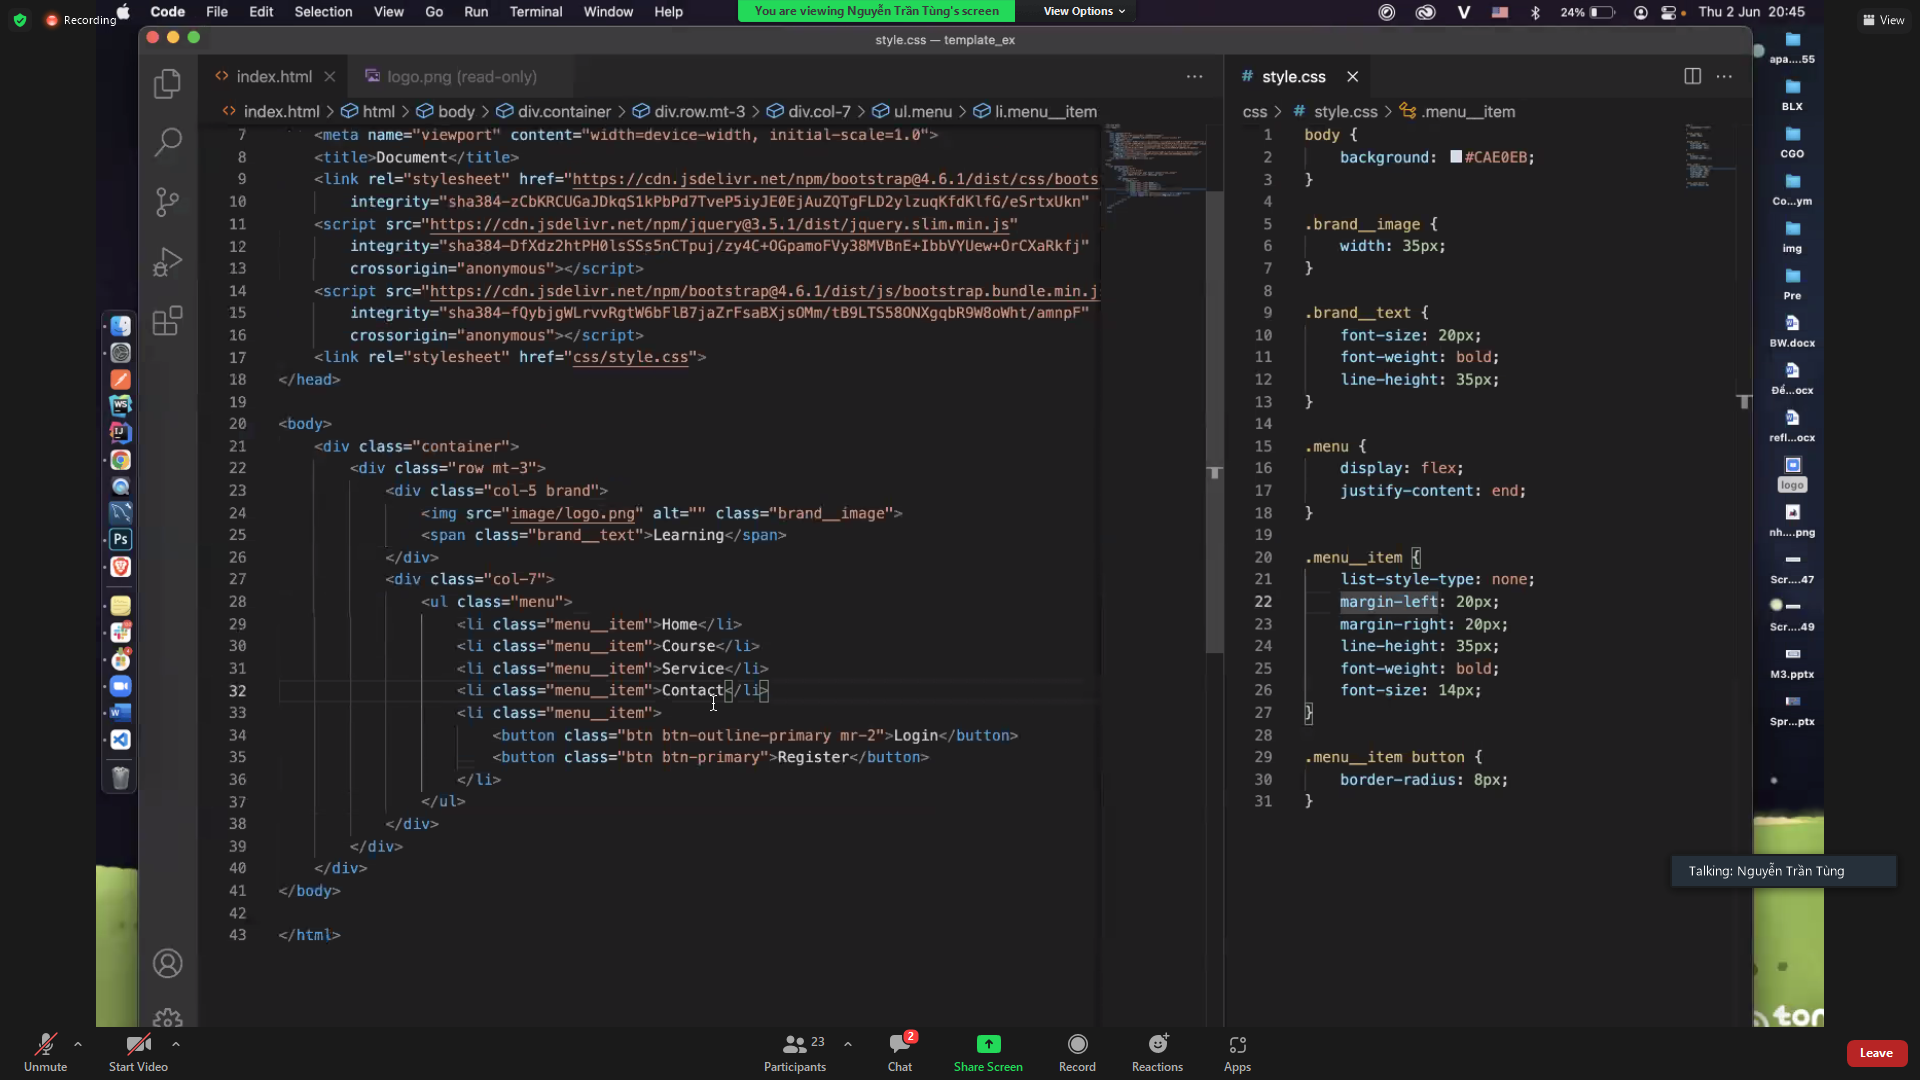 Recording
Code File Edit Selection View Go Run Terminal Window Help
You are viewing Nguyễn Trần Tùng's screen
View Options
24%
Thu 2 Jun 20:45
View
style.css — template_ex
index.html
logo.png (read-only)
index.html > html > body > div.container > div.row.mt-3 > div.col-7 > ul.menu > li.menu__item
7 <meta name="viewport" content="width=device-width, initial-scale=1.0">
8 <title>Document</title>
9 <link rel="stylesheet" href="https://cdn.jsdelivr.net/npm/bootstrap@4.6.1/dist/css/boots
10 integrity="sha384-zCbKRCUGaJDkqS1kPbPd7TveP5iyJE0EjAuZQTgFLD2ylzuqKfdKlfG/eSrtxUkn"
11 <script src="https://cdn.jsdelivr.net/npm/jquery@3.5.1/dist/jquery.slim.min.js"
12 integrity="sha384-DfXdz2htPH0lsSSs5nCTpuj/zy4C+OGpamoFVy38MVBnE+IbbVYUew+OrCXaRkfj"
13 crossorigin="anonymous"></script>
14 <script src="https://cdn.jsdelivr.net/npm/bootstrap@4.6.1/dist/js/bootstrap.bundle.min.j
15 integrity="sha384-fQybjgWLrvvRgtW6bFlB7jaZrFsaBXjsOMm/tB9LTS58ONXgqbR9W8oWht/amnpF"
16 crossorigin="anonymous"></script>
17 <link rel="stylesheet" href="css/style.css">
18 </head>
19
20 <body>
21 <div class="container">
22 <div class="row mt-3">
23 <div class="col-5 brand">
24 <img src="image/logo.png" alt="" class="brand__image">
25 <span class="brand__text">Learning</span>
26 </div>
27 <div class="col-7">
28 <ul class="menu">
29 <li class="menu__item">Home</li>
30 <li class="menu__item">Course</li>
31 <li class="menu__item">Service</li>
32 <li class="menu__item">Contact</li>
33 <li class="menu__item">
34 <button class="btn btn-outline-primary mr-2">Login</button>
35 <button class="btn btn-primary">Register</button>
36 </li>
37 </ul>
38 </div>
39 </div>
40 </div>
41 </body>
42
43 </html>
style.css
css > style.css > .menu__item
1 body {
2 background: #CAE0EB;
3 }
4
5 .brand__image {
6 width: 35px;
7 }
8
9 .brand__text {
10 font-size: 20px;
11 font-weight: bold;
12 line-height: 35px;
13 }
14
15 .menu {
16 display: flex;
17 justify-content: end;
18 }
19
20 .menu__item {
21 list-style-type: none;
22 margin-left: 20px;
23 margin-right: 20px;
24 line-height: 35px;
25 font-weight: bold;
26 font-size: 14px;
27 }
28
29 .menu__item button {
30 border-radius: 8px;
31 }
apa....55
BLX
CGO
Co...ym
img
Pre
BW.docx
Đề...ocx
refl...ocx
logo
nh....png
Scr....47
Scr....49
M3.pptx
Spr...ptx
WS
IJ
Ps
Talking: Nguyễn Trần Tùng
Unmute
Start Video
Participants 23
Chat 2
Share Screen
Record
Reactions
Apps
Leave